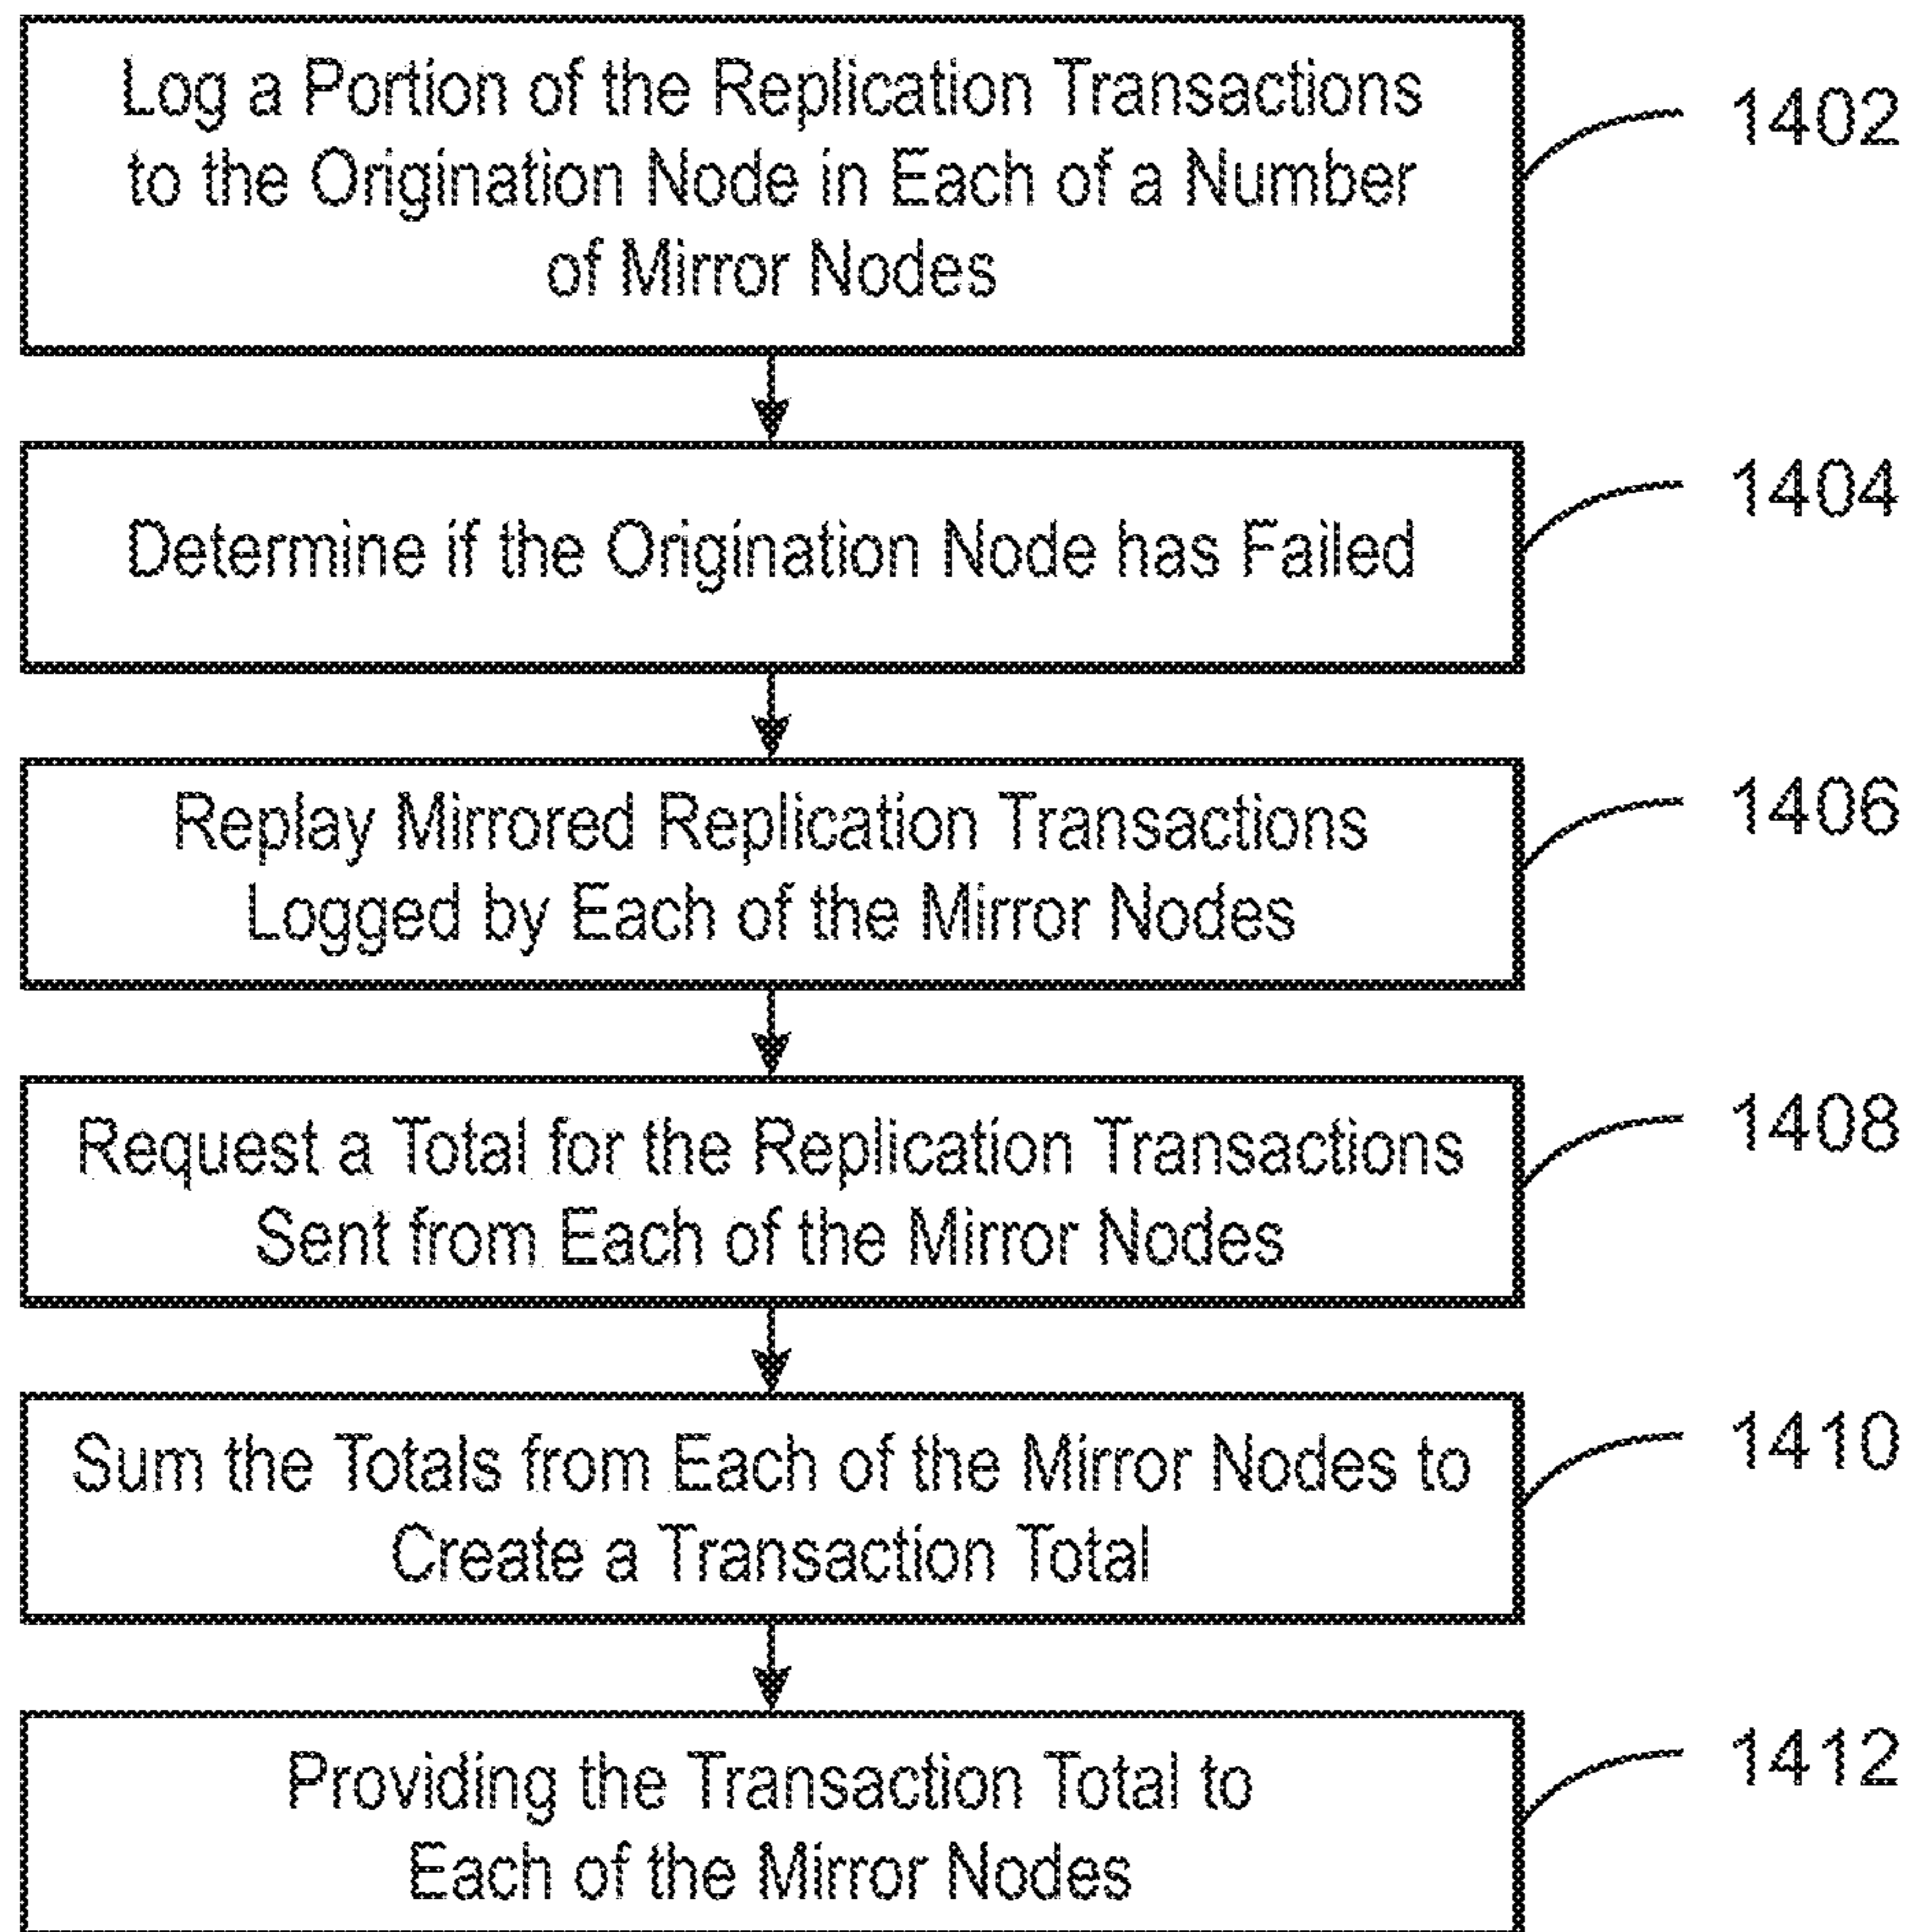 Log a Portion of the Replication Transactions
to the Origination Node in Each of a Number
of Mirror Nodes
1402
Determine if the Origination Node has Failed
1404
Replay Mirrored Replication Transactions
Logged by Each of the Mirror Nodes
1406
Request a Total for the Replication Transactions
Sent from Each of the Mirror Nodes
1408
Sum the Totals from Each of the Mirror Nodes to
Create a Transaction Total
1410
Providing the Transaction Total to
Each of the Mirror Nodes
1412